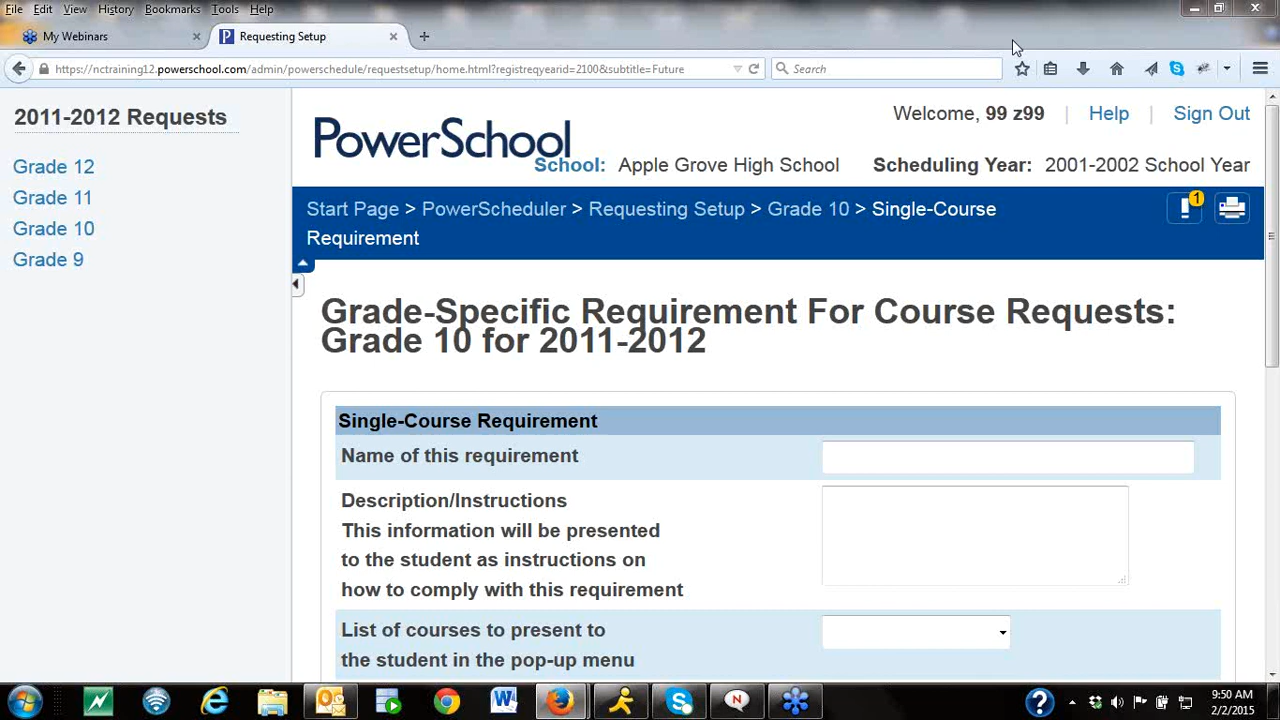 File Edit View History Bookmarks Tools Help
My Webinars × Requesting Setup × +
https://nctraining12.powerschool.com/admin/powerschedule/requestsetup/home.html?registreqyearid=2100&subtitle=Future
Search
2011-2012 Requests
Grade 12
Grade 11
Grade 10
Grade 9
Welcome, 99 z99 | Help | Sign Out
PowerSchool
School: Apple Grove High School Scheduling Year: 2001-2002 School Year
Start Page > PowerScheduler > Requesting Setup > Grade 10 > Single-Course
Requirement
1
Grade-Specific Requirement For Course Requests:
Grade 10 for 2011-2012
Single-Course Requirement
Name of this requirement
Description/Instructions
This information will be presented
to the student as instructions on
how to comply with this requirement
List of courses to present to
the student in the pop-up menu
9:50 AM
2/2/2015